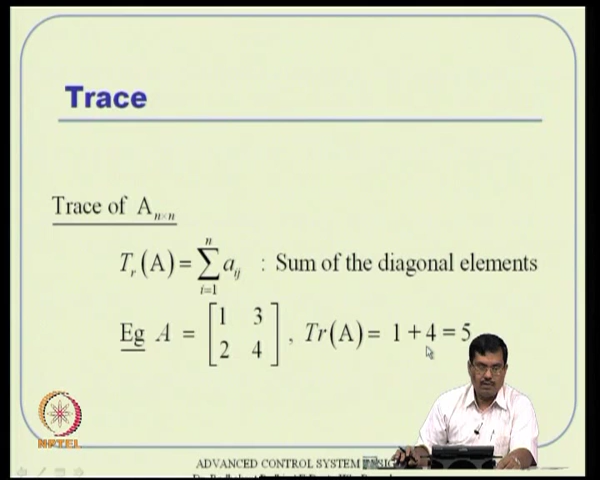 Trace
Trace of A n×n
T_r(A) = ∑_{i=1}^{n} a_{ij} : Sum of the diagonal elements
Eg A = [1 3; 2 4], Tr(A) = 1 + 4 = 5
NPTEL
ADVANCED CONTROL SYSTEM